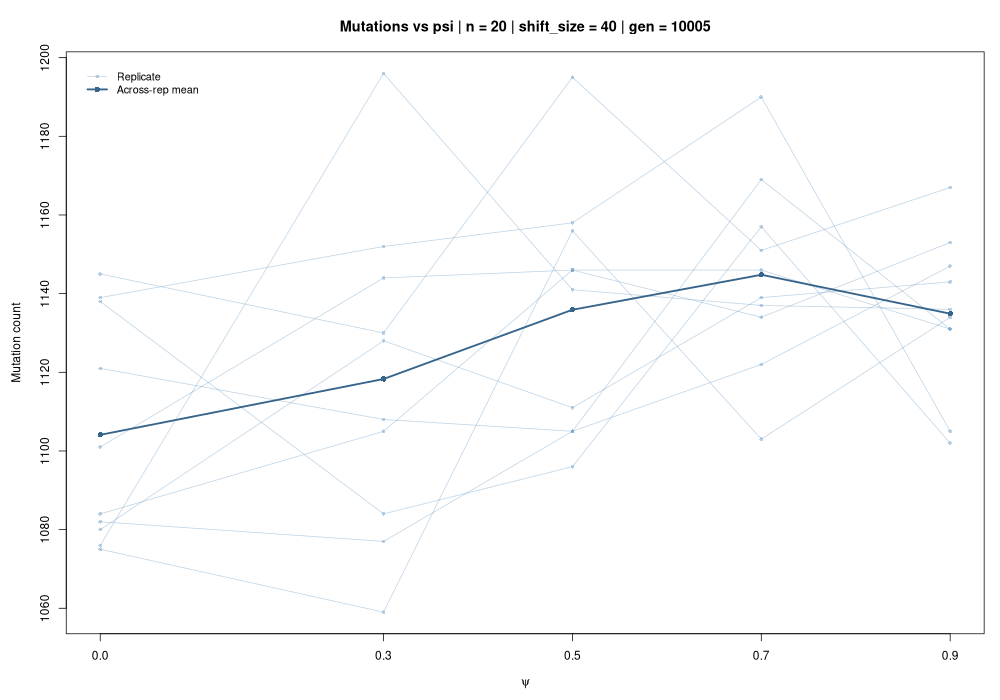 Mutations vs psi | n = 20 | shift_size = 40 | gen = 10005
Replicate
Across-rep mean
Mutation count
1200
1180
1160
1140
1120
1100
1080
1060
0.0 0.3 0.5 0.7 0.9
ψ